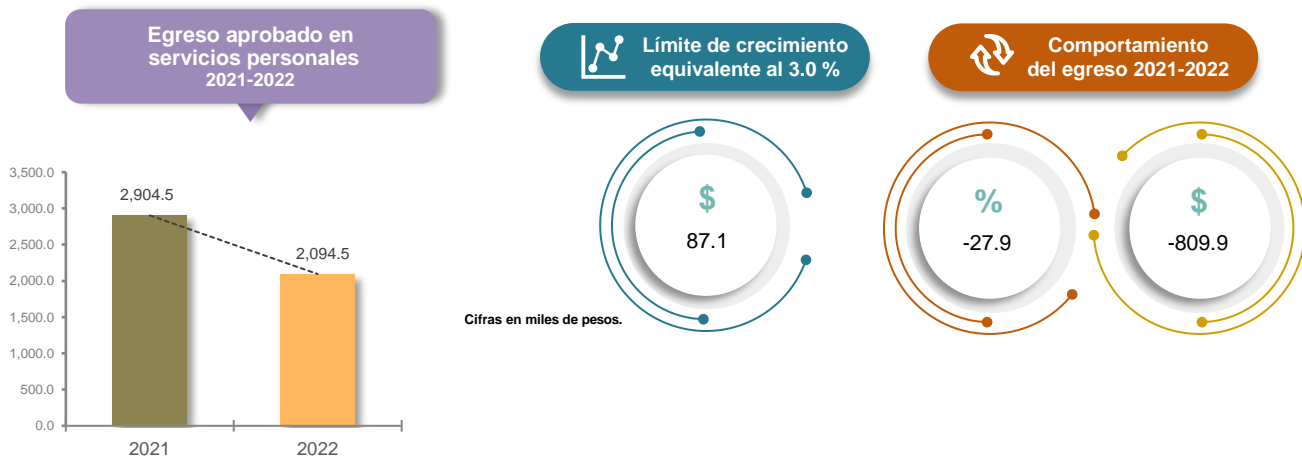 Egreso aprobado en
servicios personales
2021-2022
3,500.0
3,000.0
2,500.0
2,000.0
1,500.0
1,000.0
500.0
0.0
2,904.5
2,094.5
2021
2022
Límite de crecimiento
equivalente al 3.0 %
$
87.1
Cifras en miles de pesos.
Comportamiento
del egreso 2021-2022
%
-27.9
$
-809.9